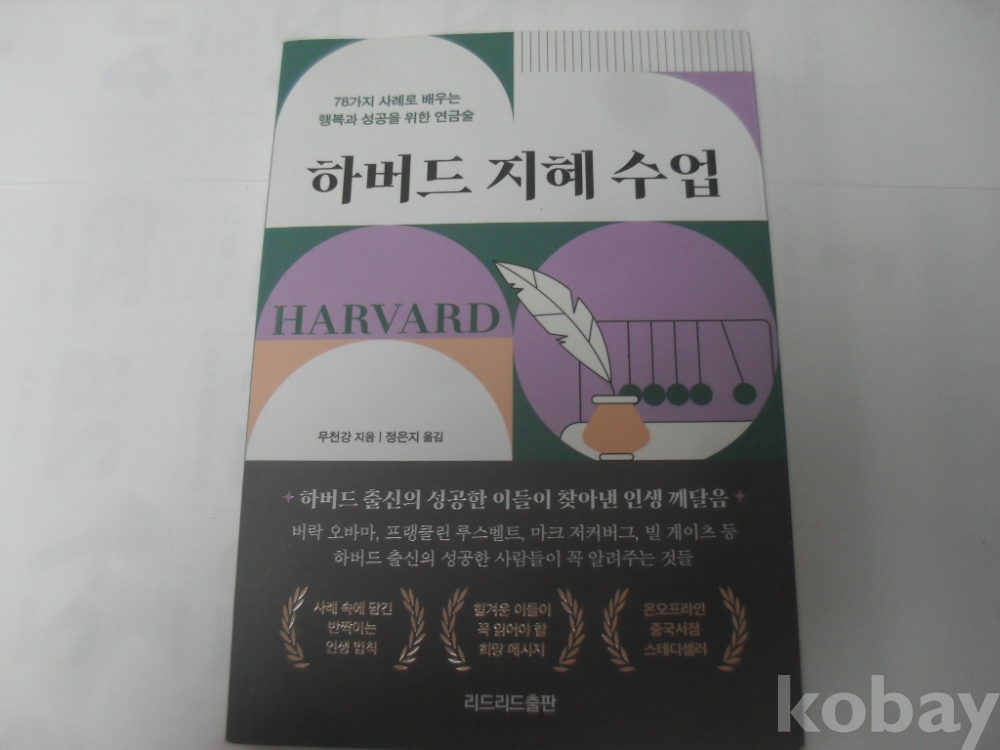 78가지 사례로 배우는
행복과 성공을 위한 연금술
하버드 지혜 수업
HARVARD
무천강 지음 | 정은지 옮김
하버드 출신의 성공한 이들이 찾아낸 인생 깨달음
버락 오바마, 프랭클린 루스벨트, 마크 저커버그, 빌 게이츠 등
하버드 출신의 성공한 사람들이 꼭 알려주는 것들
사례 속에 담긴
반짝이는
인생 법칙
힘겨운 이들이
꼭 읽어야 할
희망 메시지
온오프라인
중국서점
스테디셀러
리드리드출판
kobay